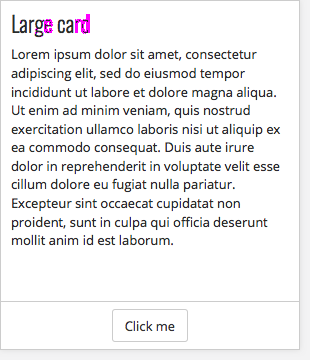 Large card
Lorem ipsum dolor sit amet, consectetur
adipiscing elit, sed do eiusmod tempor
incididunt ut labore et dolore magna aliqua.
Ut enim ad minim veniam, quis nostrud
exercitation ullamco laboris nisi ut aliquip ex
ea commodo consequat. Duis aute irure
dolor in reprehenderit in voluptate velit esse
cillum dolore eu fugiat nulla pariatur.
Excepteur sint occaecat cupidatat non
proident, sunt in culpa qui officia deserunt
mollit anim id est laborum.
Click me